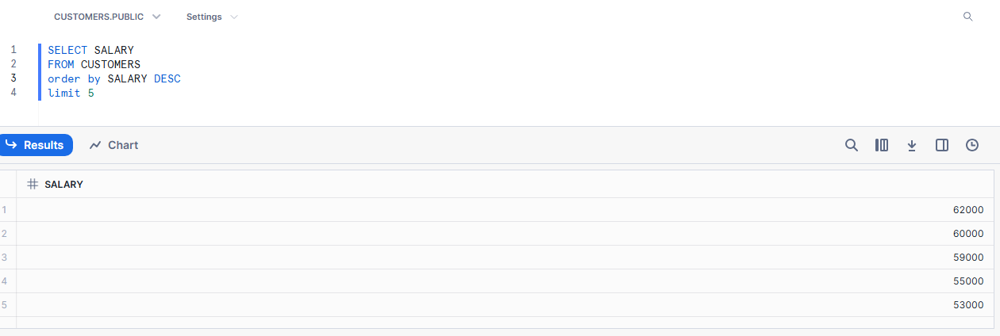 CUSTOMERS.PUBLIC Settings
1 SELECT SALARY
2 FROM CUSTOMERS
3 order by SALARY DESC
4 limit 5
Results Chart
SALARY
1 62000
2 60000
3 59000
4 55000
5 53000